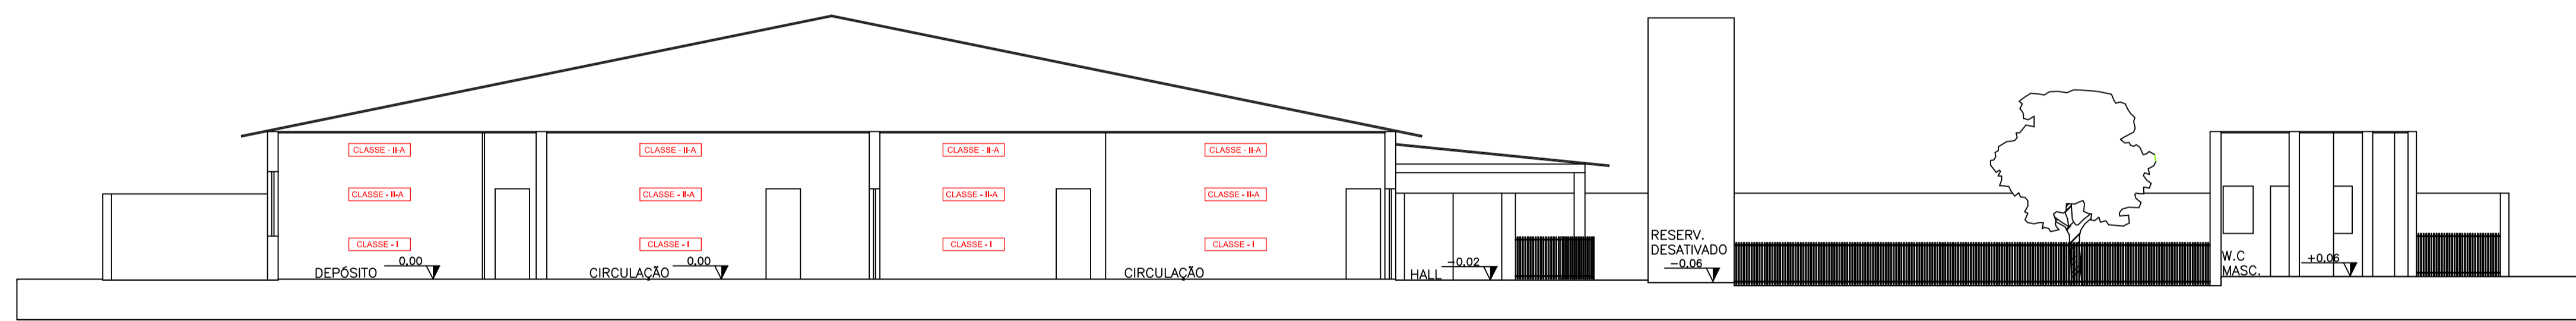 CLASSE - II-A
CLASSE - II-A
CLASSE - II-A
CLASSE - II-A
CLASSE - II-A
CLASSE - II-A
CLASSE - II-A
CLASSE - II-A
CLASSE - I
CLASSE - I
CLASSE - I
CLASSE - I
DEPÓSITO
0.00
CIRCULAÇÃO
0.00
CIRCULAÇÃO
HALL
-0.02
RESERV.
DESATIVADO
-0.06
W.C
MASC.
+0.06